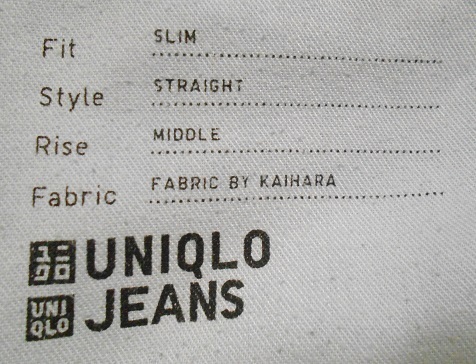 Fit SLIM
Style STRAIGHT
Rise MIDDLE
Fabric FABRIC BY KAIHARA
ユニクロ UNIQLO
UNIQLO JEANS